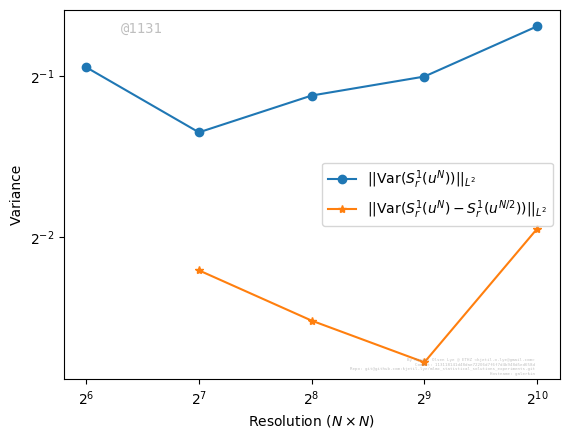 @1131
2^{-1}
2^{-2}
Variance
||Var(S_r^1(u^N))||_{L^2}
||Var(S_r^1(u^N) − S_r^1(u^{N/2}))||_{L^2}
2^6
2^7
2^8
2^9
2^{10}
Resolution (N × N)